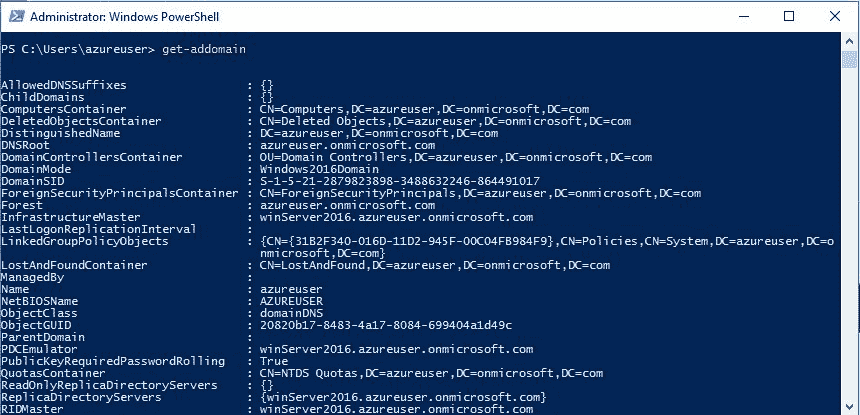 Administrator: Windows PowerShell
PS C:\Users\azureuser> get-addomain
AllowedDNSSuffixes : {}
ChildDomains : {}
ComputersContainer : CN=Computers,DC=azureuser,DC=onmicrosoft,DC=com
DeletedObjectsContainer : CN=Deleted Objects,DC=azureuser,DC=onmicrosoft,DC=com
DistinguishedName : DC=azureuser,DC=onmicrosoft,DC=com
DNSRoot : azureuser.onmicrosoft.com
DomainControllersContainer : OU=Domain Controllers,DC=azureuser,DC=onmicrosoft,DC=com
DomainMode : Windows2016Domain
DomainSID : S-1-5-21-2879823898-3488632246-864491017
ForeignSecurityPrincipalsContainer : CN=ForeignSecurityPrincipals,DC=azureuser,DC=onmicrosoft,DC=com
Forest : azureuser.onmicrosoft.com
InfrastructureMaster : winServer2016.azureuser.onmicrosoft.com
LastLogonReplicationInterval :
LinkedGroupPolicyObjects : {CN={31B2F340-016D-11D2-945F-00C04FB984F9},CN=Policies,CN=System,DC=azureuser,DC=o
nmicrosoft,DC=com}
LostAndFoundContainer : CN=LostAndFound,DC=azureuser,DC=onmicrosoft,DC=com
ManagedBy :
Name : azureuser
NetBIOSName : AZUREUSER
ObjectClass : domainDNS
ObjectGUID : 20820b17-8483-4a17-8084-699404a1d49c
ParentDomain :
PDCEmulator : winServer2016.azureuser.onmicrosoft.com
PublicKeyRequiredPasswordRolling : True
QuotasContainer : CN=NTDS Quotas,DC=azureuser,DC=onmicrosoft,DC=com
ReadOnlyReplicaDirectoryServers : {}
ReplicaDirectoryServers : {winServer2016.azureuser.onmicrosoft.com}
RIDMaster : winServer2016.azureuser.onmicrosoft.com